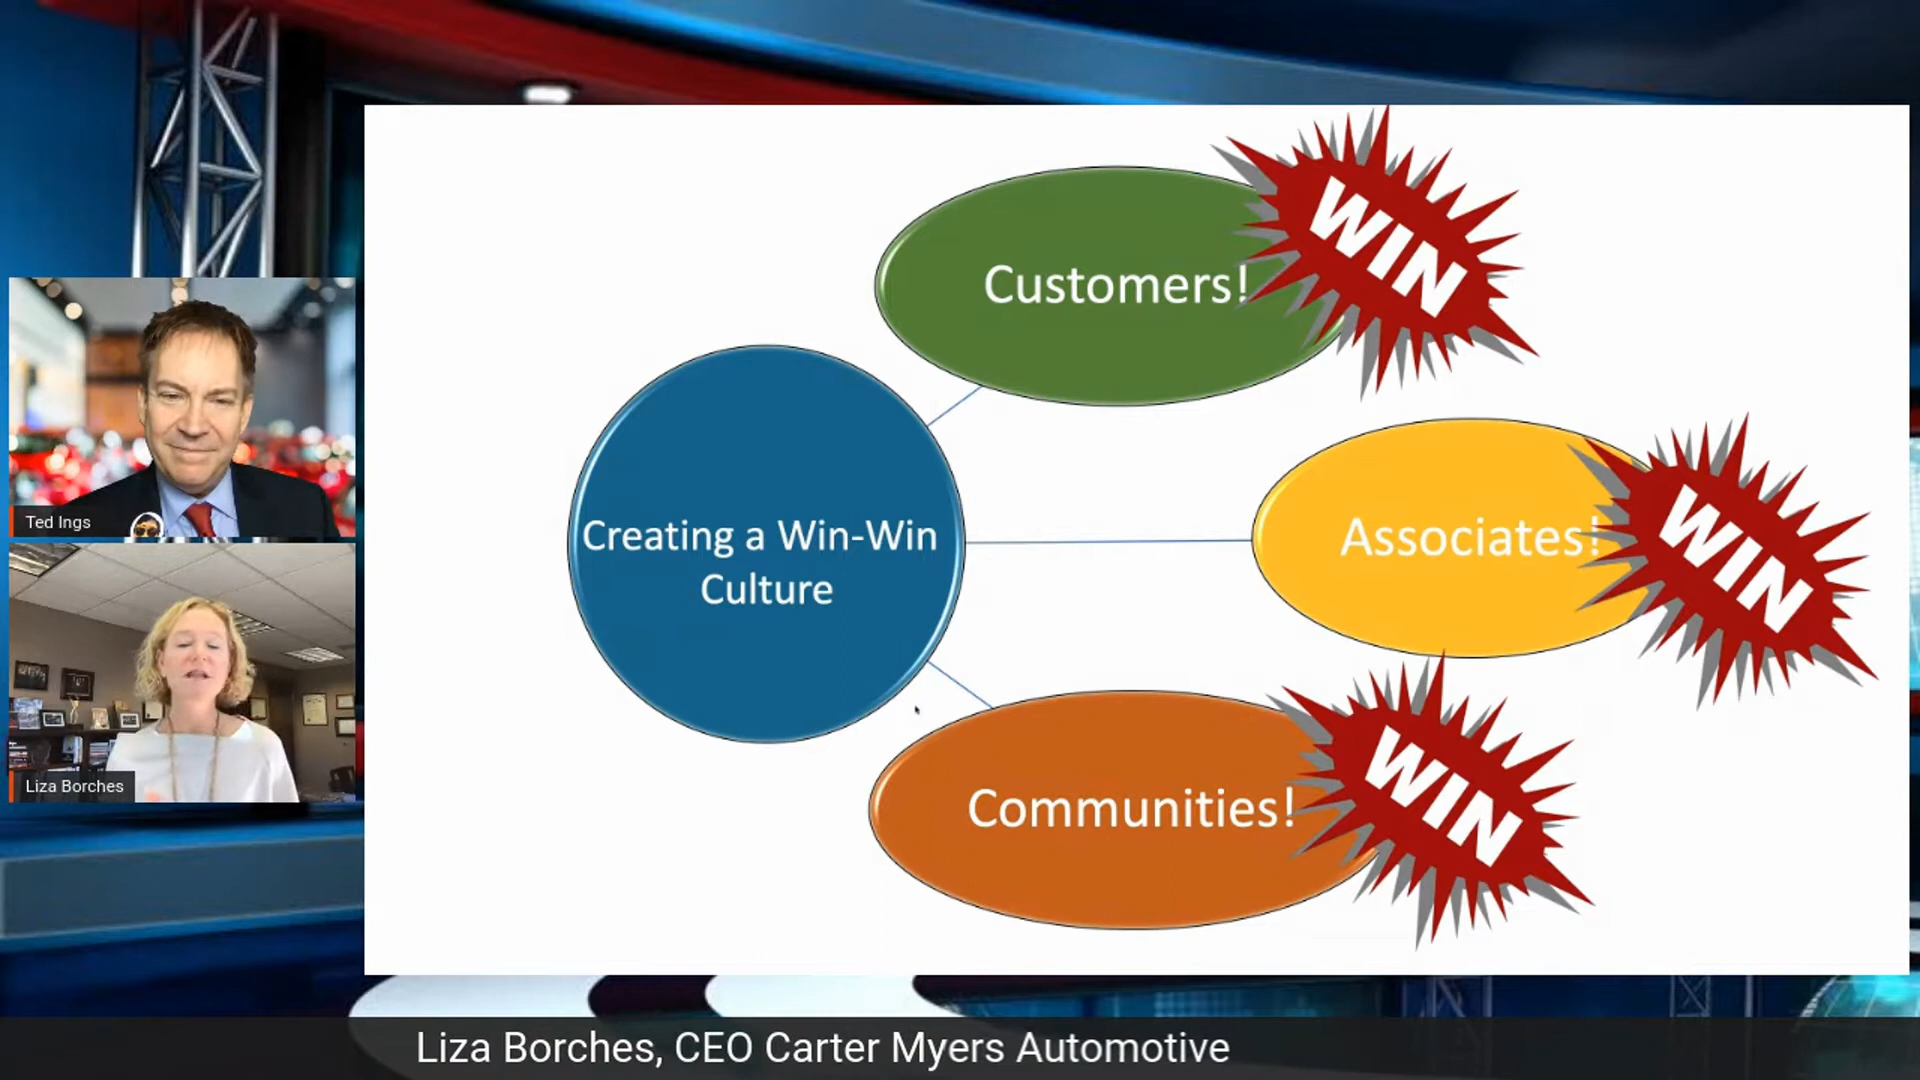 Customers!
WIN
Creating a Win-Win
Culture
Associates!
WIN
Communities!
WIN
Ted Ings
Liza Borches
Liza Borches, CEO Carter Myers Automotive